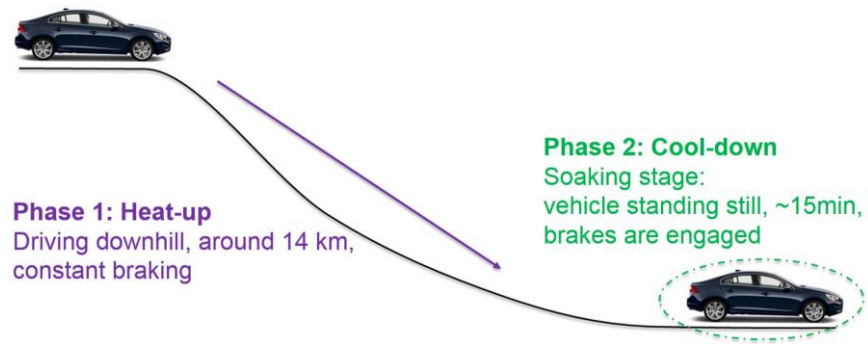 Phase 1: Heat-up
Driving downhill, around 14 km,
constant braking
Phase 2: Cool-down
Soaking stage:
vehicle standing still, ~15min,
brakes are engaged